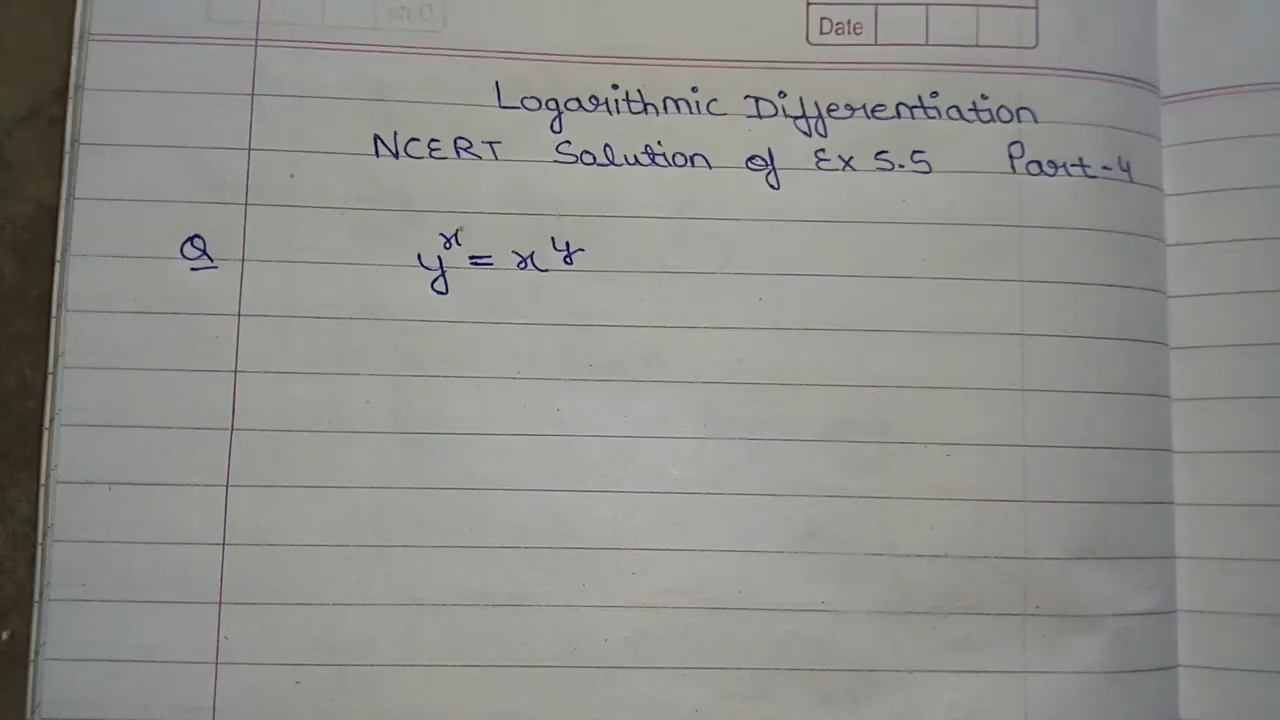 Date
Logarithmic Differentiation
NCERT Solution of Ex 5.5 Part-4
Q y^x = x^y